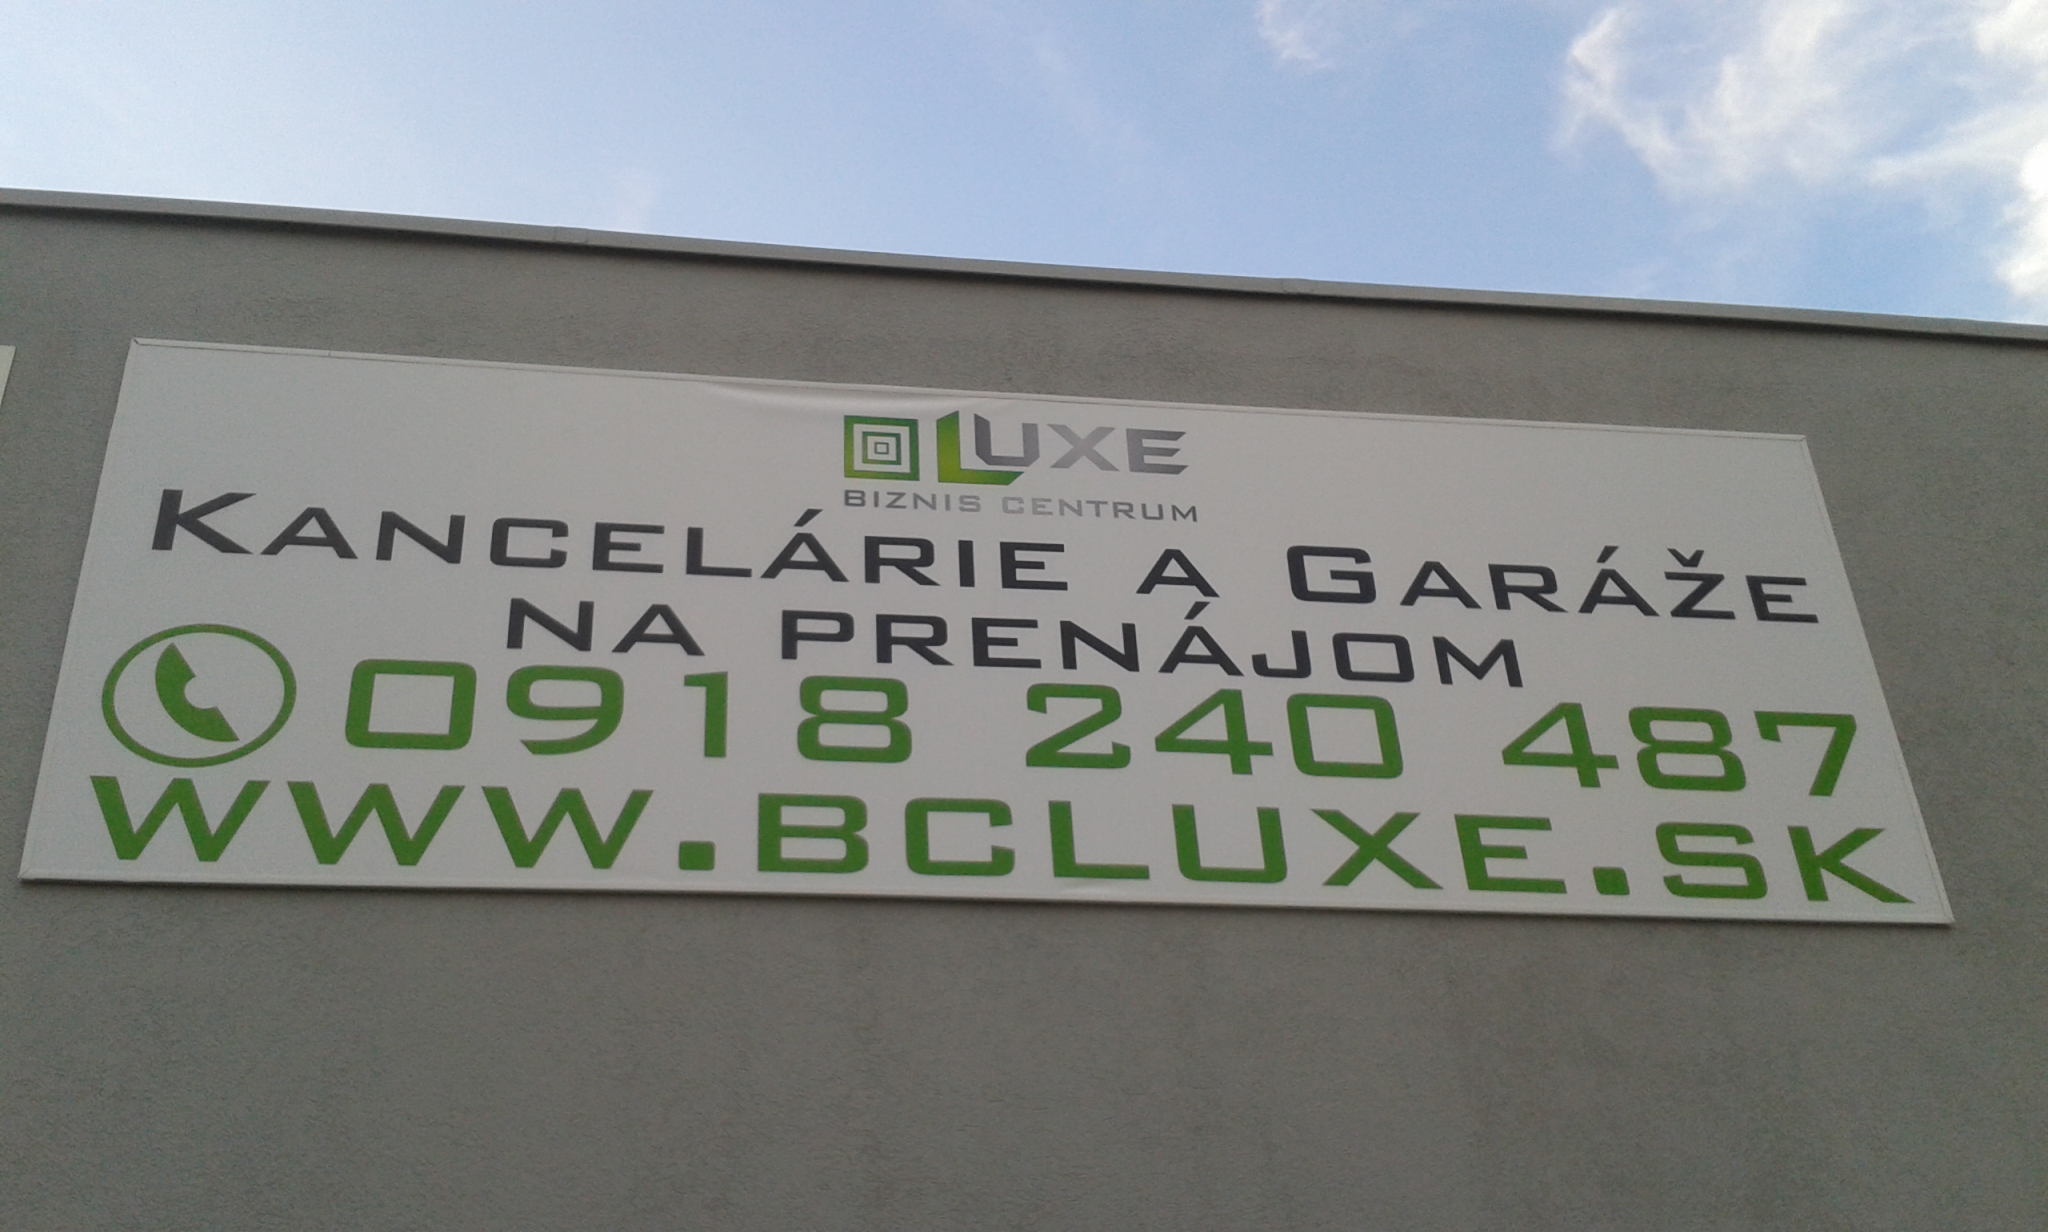 LUXE
BIZNIS CENTRUM
KANCELÁRIE A GARÁŽE
NA PRENÁJOM
0918 240 487
WWW.BCLUXE.SK